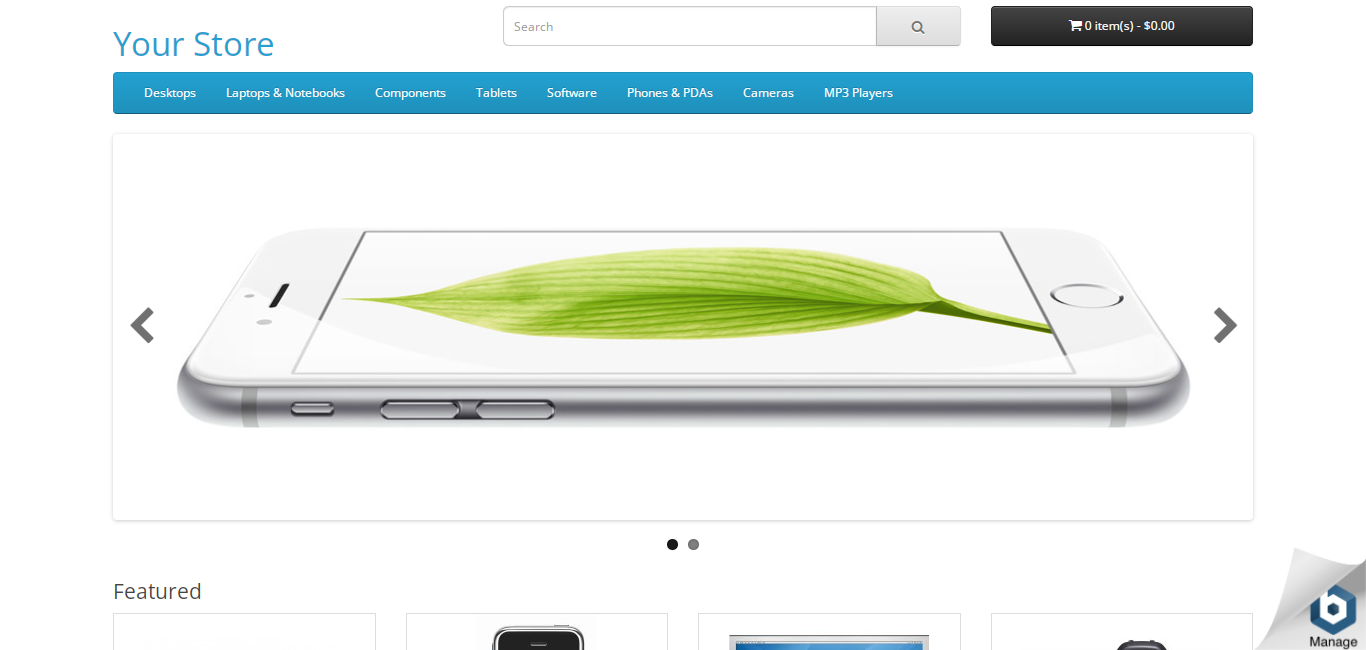 Search
0 item(s) - $0.00
Your Store
Desktops Laptops & Notebooks Components Tablets Software Phones & PDAs Cameras MP3 Players
Featured
Manage